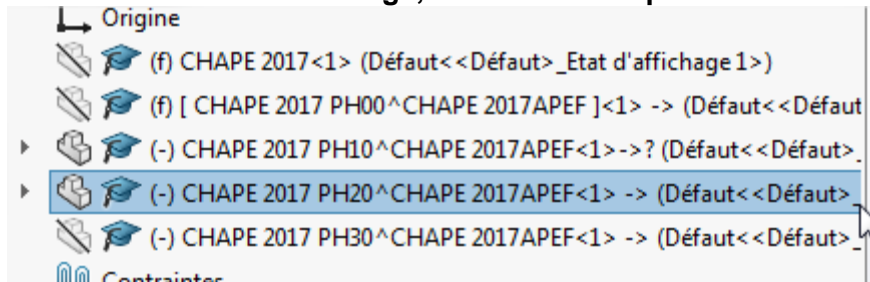 Origine
(f) CHAPE 2017<1> (Défaut<<Défaut>_Etat d'affichage 1>)
(f) [ CHAPE 2017 PH00^CHAPE 2017APEF ]<1> -> (Défaut<<Défaut
(-) CHAPE 2017 PH10^CHAPE 2017APEF<1>->? (Défaut<<Défaut>_
(-) CHAPE 2017 PH20^CHAPE 2017APEF<1> -> (Défaut<<Défaut>_
(-) CHAPE 2017 PH30^CHAPE 2017APEF<1> -> (Défaut<<Défaut>_
Contraintes